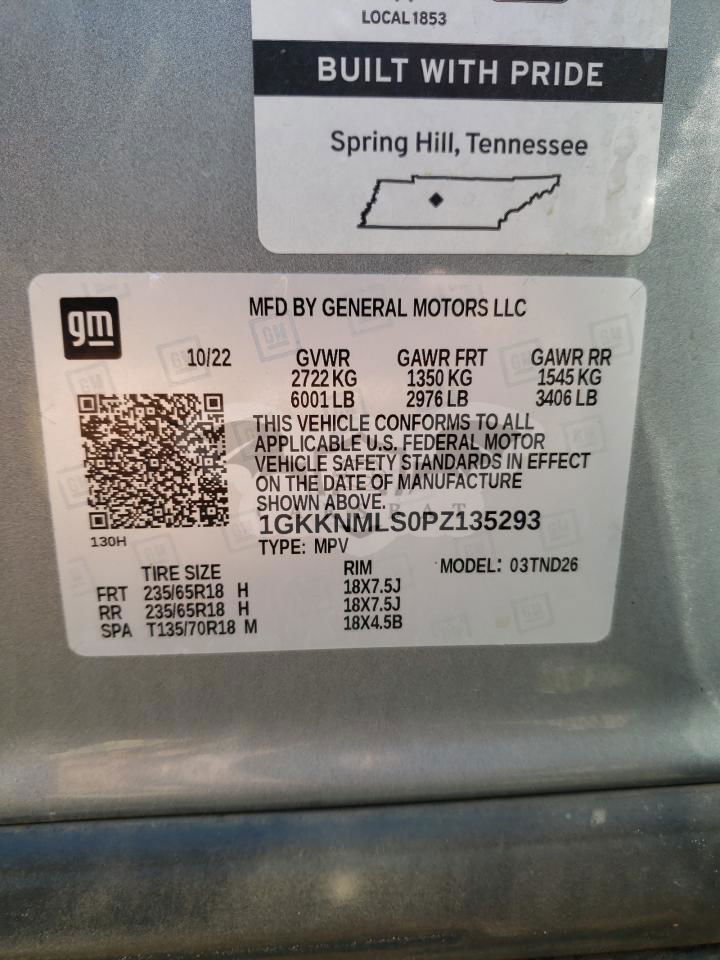 LOCAL 1853
BUILT WITH PRIDE
Spring Hill, Tennessee
gm
MFD BY GENERAL MOTORS LLC
10/22 GVWR GAWR FRT GAWR RR
2722 KG 1350 KG 1545 KG
6001 LB 2976 LB 3406 LB
THIS VEHICLE CONFORMS TO ALL
APPLICABLE U.S. FEDERAL MOTOR
VEHICLE SAFETY STANDARDS IN EFFECT
ON THE DATE OF MANUFACTURE
SHOWN ABOVE.
1GKKNMLS0PZ135293
130H
TYPE: MPV
TIRE SIZE RIM MODEL: 03TND26
FRT 235/65R18 H 18X7.5J
RR 235/65R18 H 18X7.5J
SPA T135/70R18 M 18X4.5B